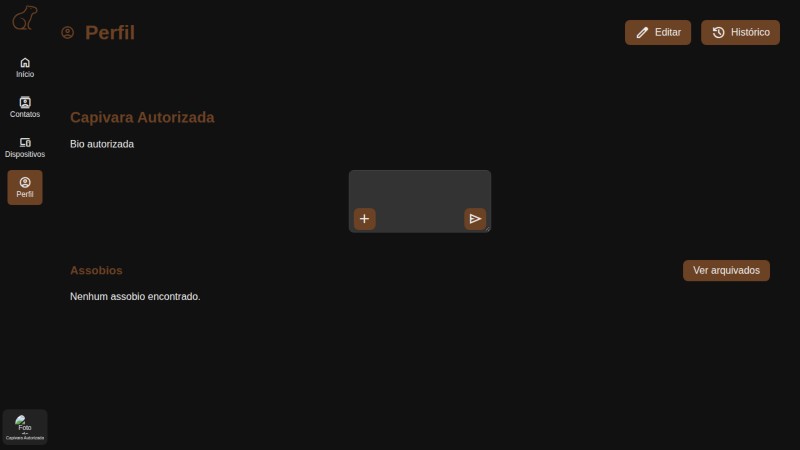 Perfil
Editar
Histórico
Início
Contatos
Dispositivos
Perfil
Capivara Autorizada
Bio autorizada
Assobios
Ver arquivados
Nenhum assobio encontrado.
Foto
Capivara Autorizada